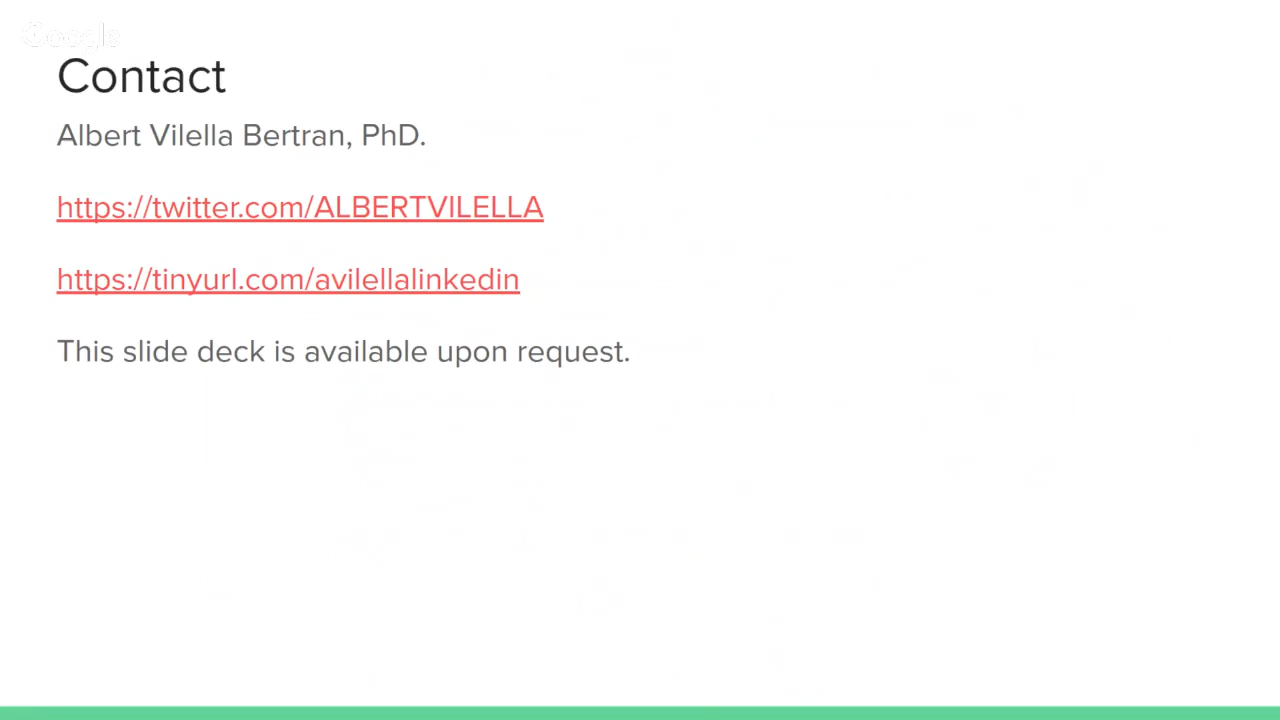 Google
Contact
Albert Vilella Bertran, PhD.
https://twitter.com/ALBERTVILELLA
https://tinyurl.com/avilellalinkedin
This slide deck is available upon request.